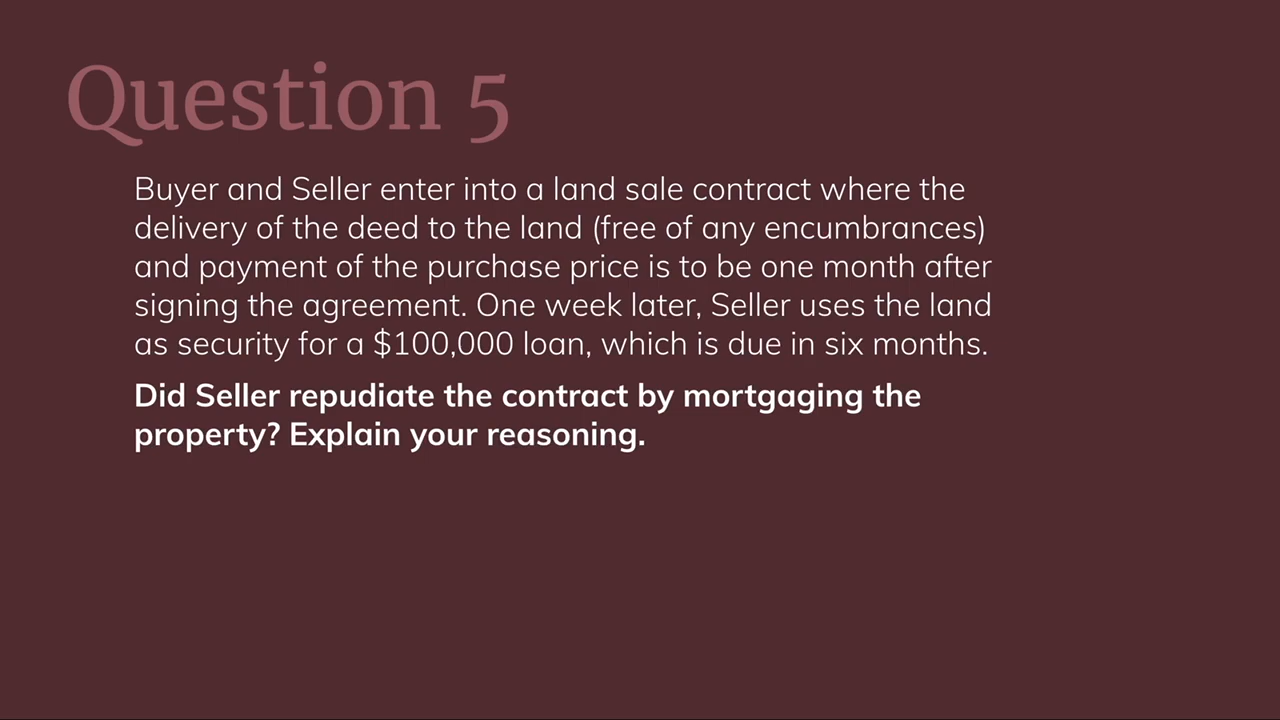 Question 5
Buyer and Seller enter into a land sale contract where the
delivery of the deed to the land (free of any encumbrances)
and payment of the purchase price is to be one month after
signing the agreement. One week later, Seller uses the land
as security for a $100,000 loan, which is due in six months.
Did Seller repudiate the contract by mortgaging the
property? Explain your reasoning.